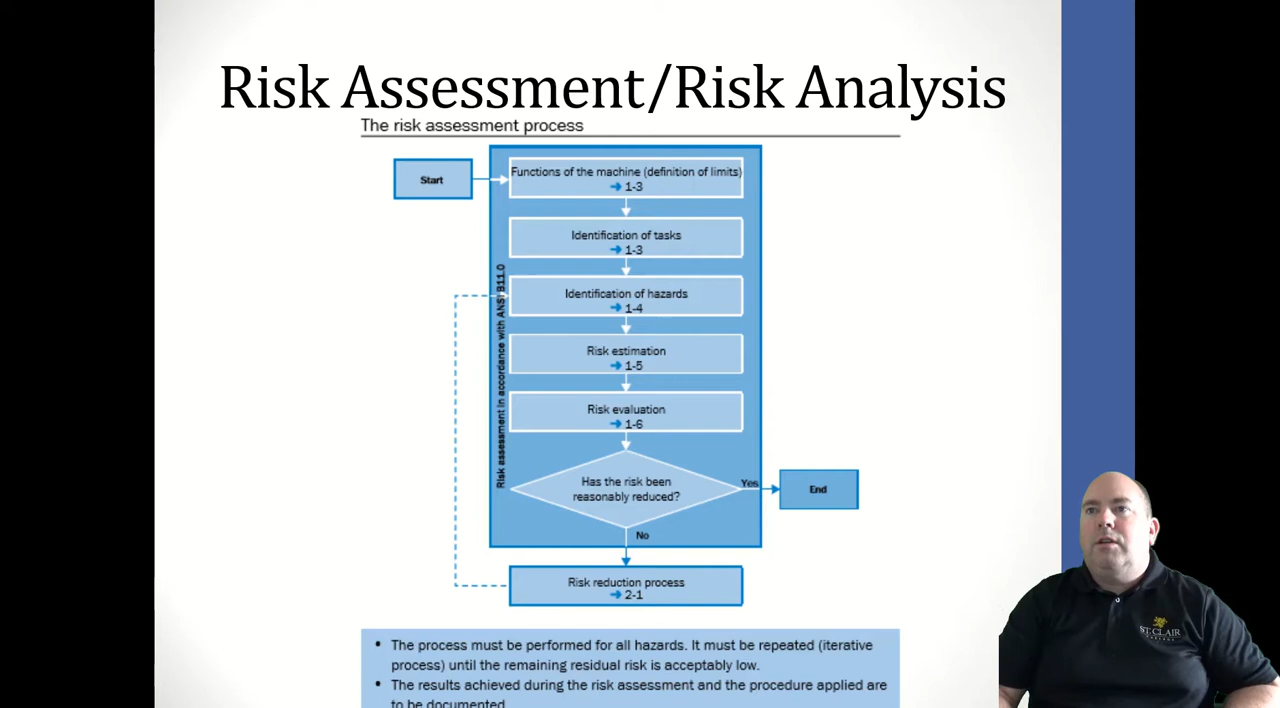 Risk Assessment/Risk Analysis
The risk assessment process
Start
Functions of the machine (definition of limits)
➔ 1-3
Identification of tasks
➔ 1-3
Identification of hazards
➔ 1-4
Risk estimation
➔ 1-5
Risk evaluation
➔ 1-6
Risk assessment in accordance with ANSI B11.0
Has the risk been
reasonably reduced?
Yes
End
No
Risk reduction process
➔ 2-1
• The process must be performed for all hazards. It must be repeated (iterative
process) until the remaining residual risk is acceptably low.
• The results achieved during the risk assessment and the procedure applied are
to be documented.
ST. CLAIR